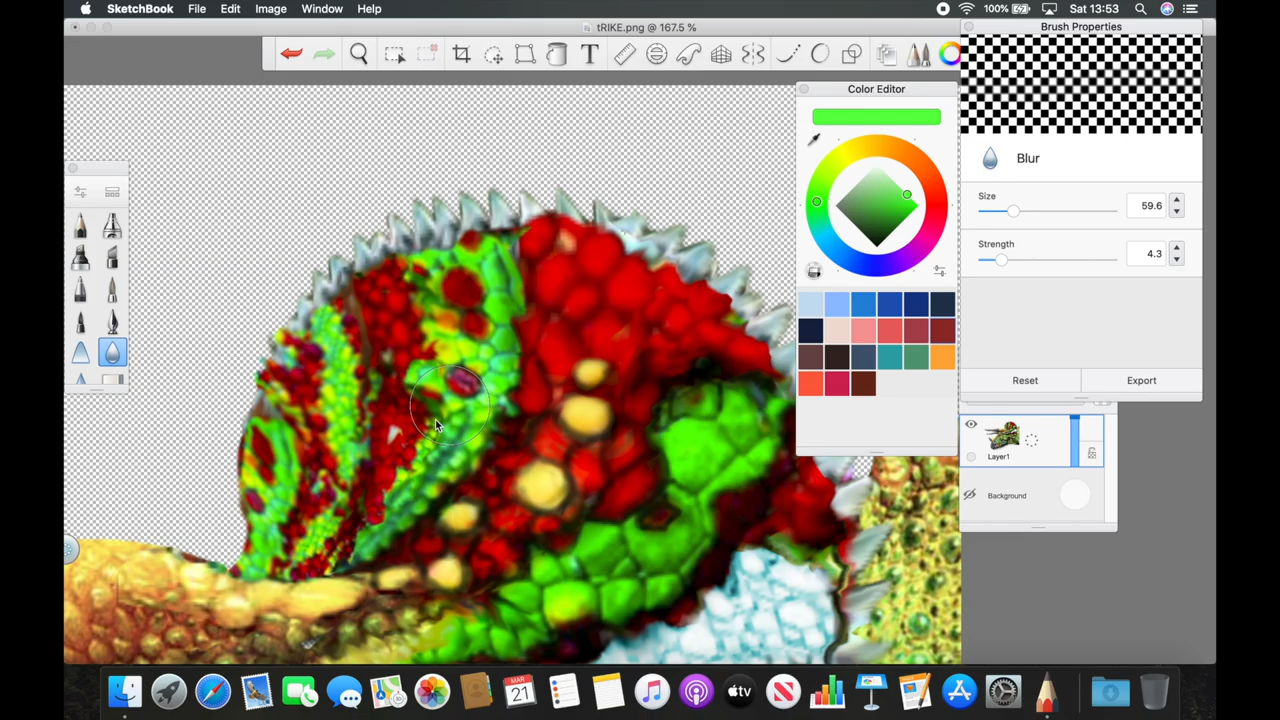 SketchBook File Edit Image Window Help 100% Sat 13:53
tRIKE.png @ 167.5 %
Brush Properties
Color Editor
Blur
Size
59.6
Strength
4.3
Reset Export
Layer1
Background
MAR
21
tv